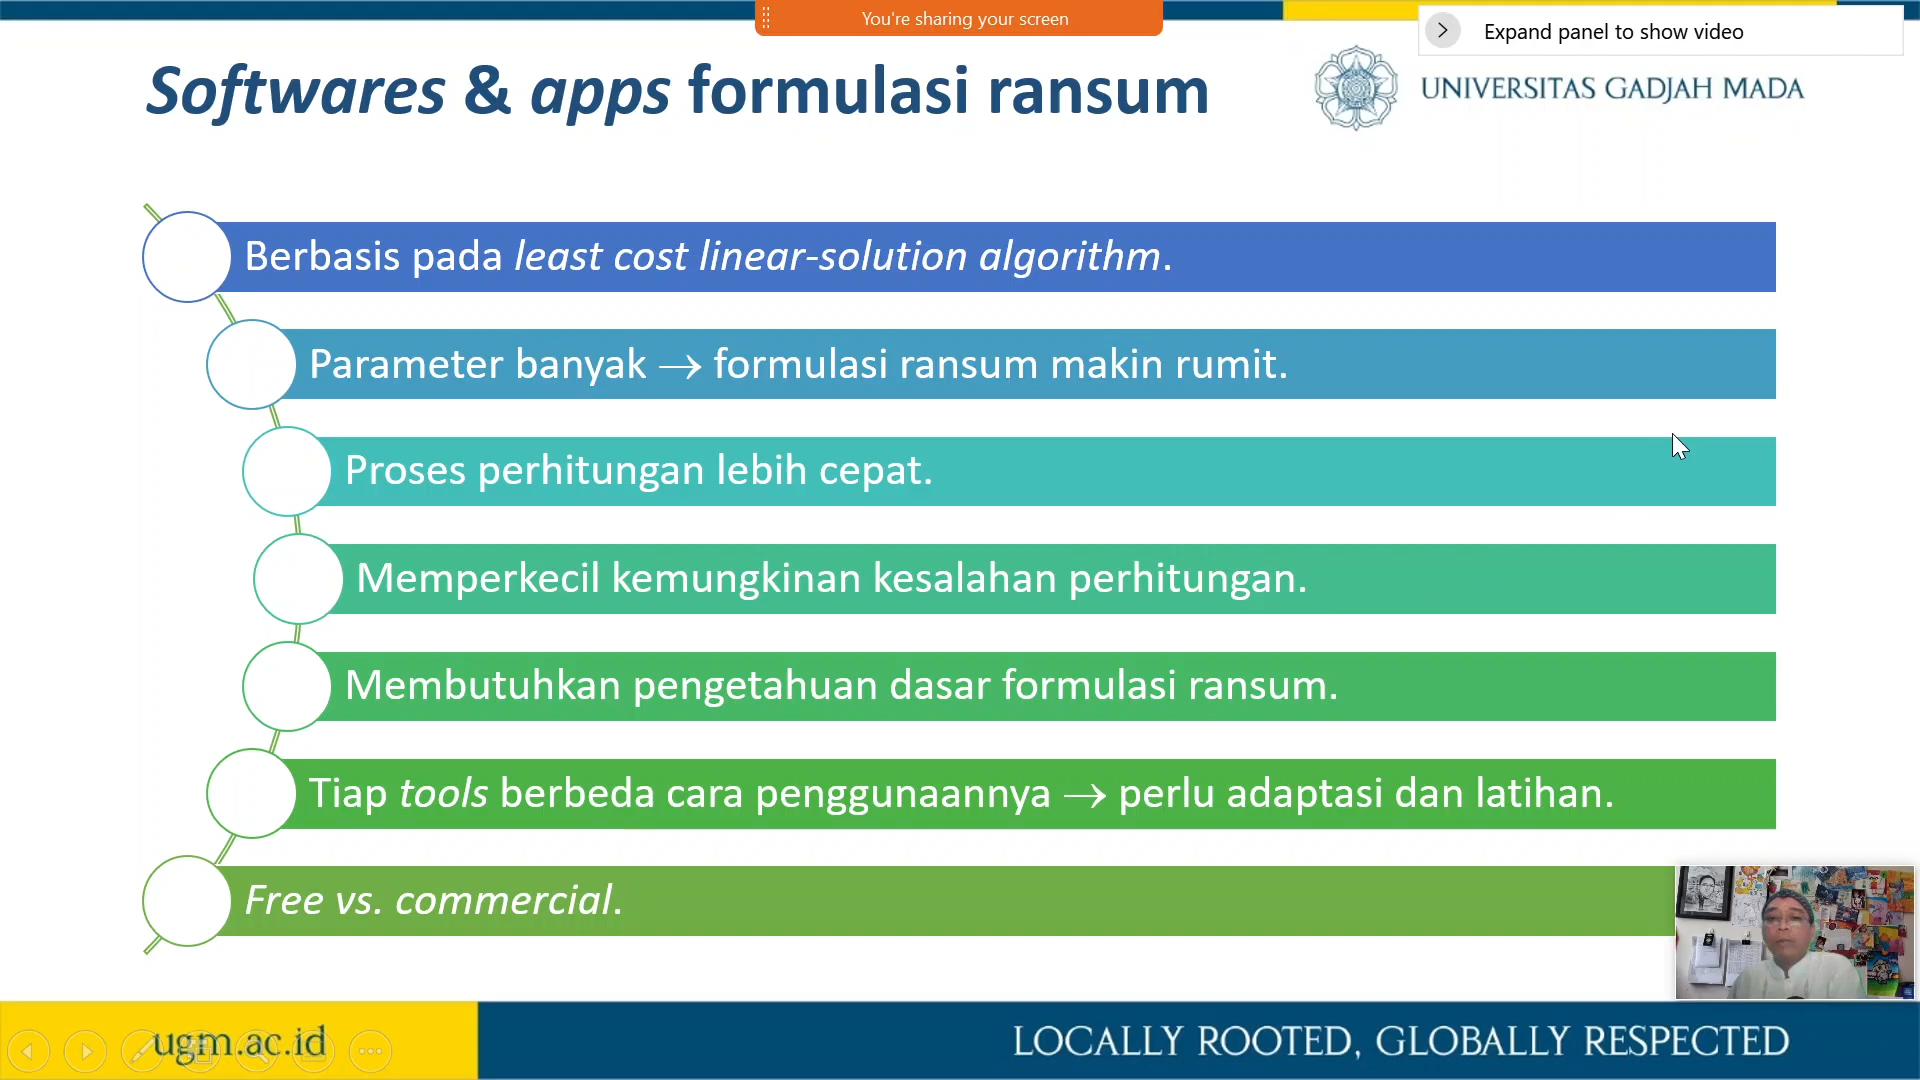 You're sharing your screen
Expand panel to show video
Softwares & apps formulasi ransum
UNIVERSITAS GADJAH MADA
Berbasis pada least cost linear-solution algorithm.
Parameter banyak → formulasi ransum makin rumit.
Proses perhitungan lebih cepat.
Memperkecil kemungkinan kesalahan perhitungan.
Membutuhkan pengetahuan dasar formulasi ransum.
Tiap tools berbeda cara penggunaannya → perlu adaptasi dan latihan.
Free vs. commercial.
ugm.ac.id
LOCALLY ROOTED, GLOBALLY RESPECTED